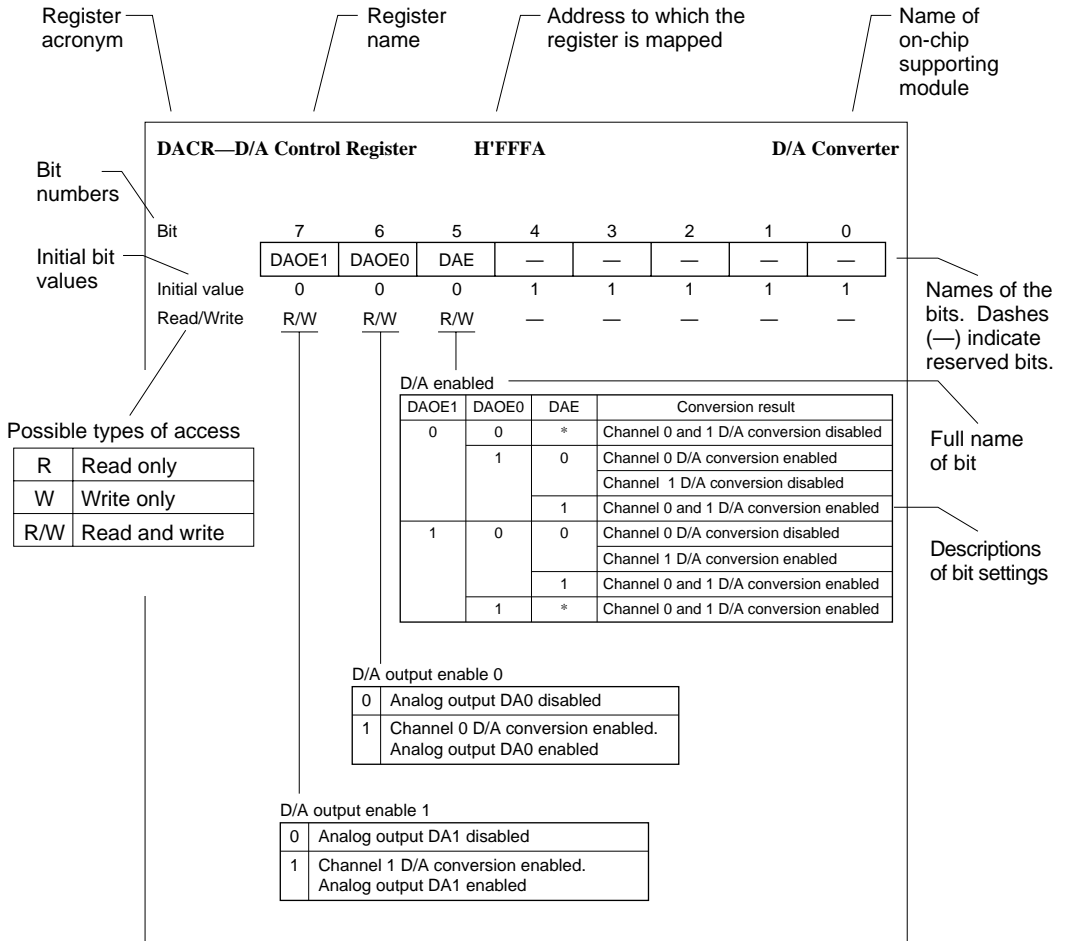 Register acronym
Register name
Address to which the register is mapped
Name of on-chip supporting module
DACR—D/A Control Register H'FFFA D/A Converter
Bit numbers
Bit 7 6 5 4 3 2 1 0
Initial bit values
DAOE1 DAOE0 DAE — — — — —
Initial value 0 0 0 1 1 1 1 1
Read/Write R/W R/W R/W — — — — —
Names of the bits. Dashes (—) indicate reserved bits.
Possible types of access
R Read only
W Write only
R/W Read and write
D/A enabled
DAOE1 DAOE0 DAE Conversion result
0 0 * Channel 0 and 1 D/A conversion disabled
1 0 Channel 0 D/A conversion enabled
Channel 1 D/A conversion disabled
1 Channel 0 and 1 D/A conversion enabled
1 0 0 Channel 0 D/A conversion disabled
Channel 1 D/A conversion enabled
1 Channel 0 and 1 D/A conversion enabled
1 * Channel 0 and 1 D/A conversion enabled
Full name of bit
Descriptions of bit settings
D/A output enable 0
0 Analog output DA0 disabled
1 Channel 0 D/A conversion enabled.
Analog output DA0 enabled
D/A output enable 1
0 Analog output DA1 disabled
1 Channel 1 D/A conversion enabled.
Analog output DA1 enabled